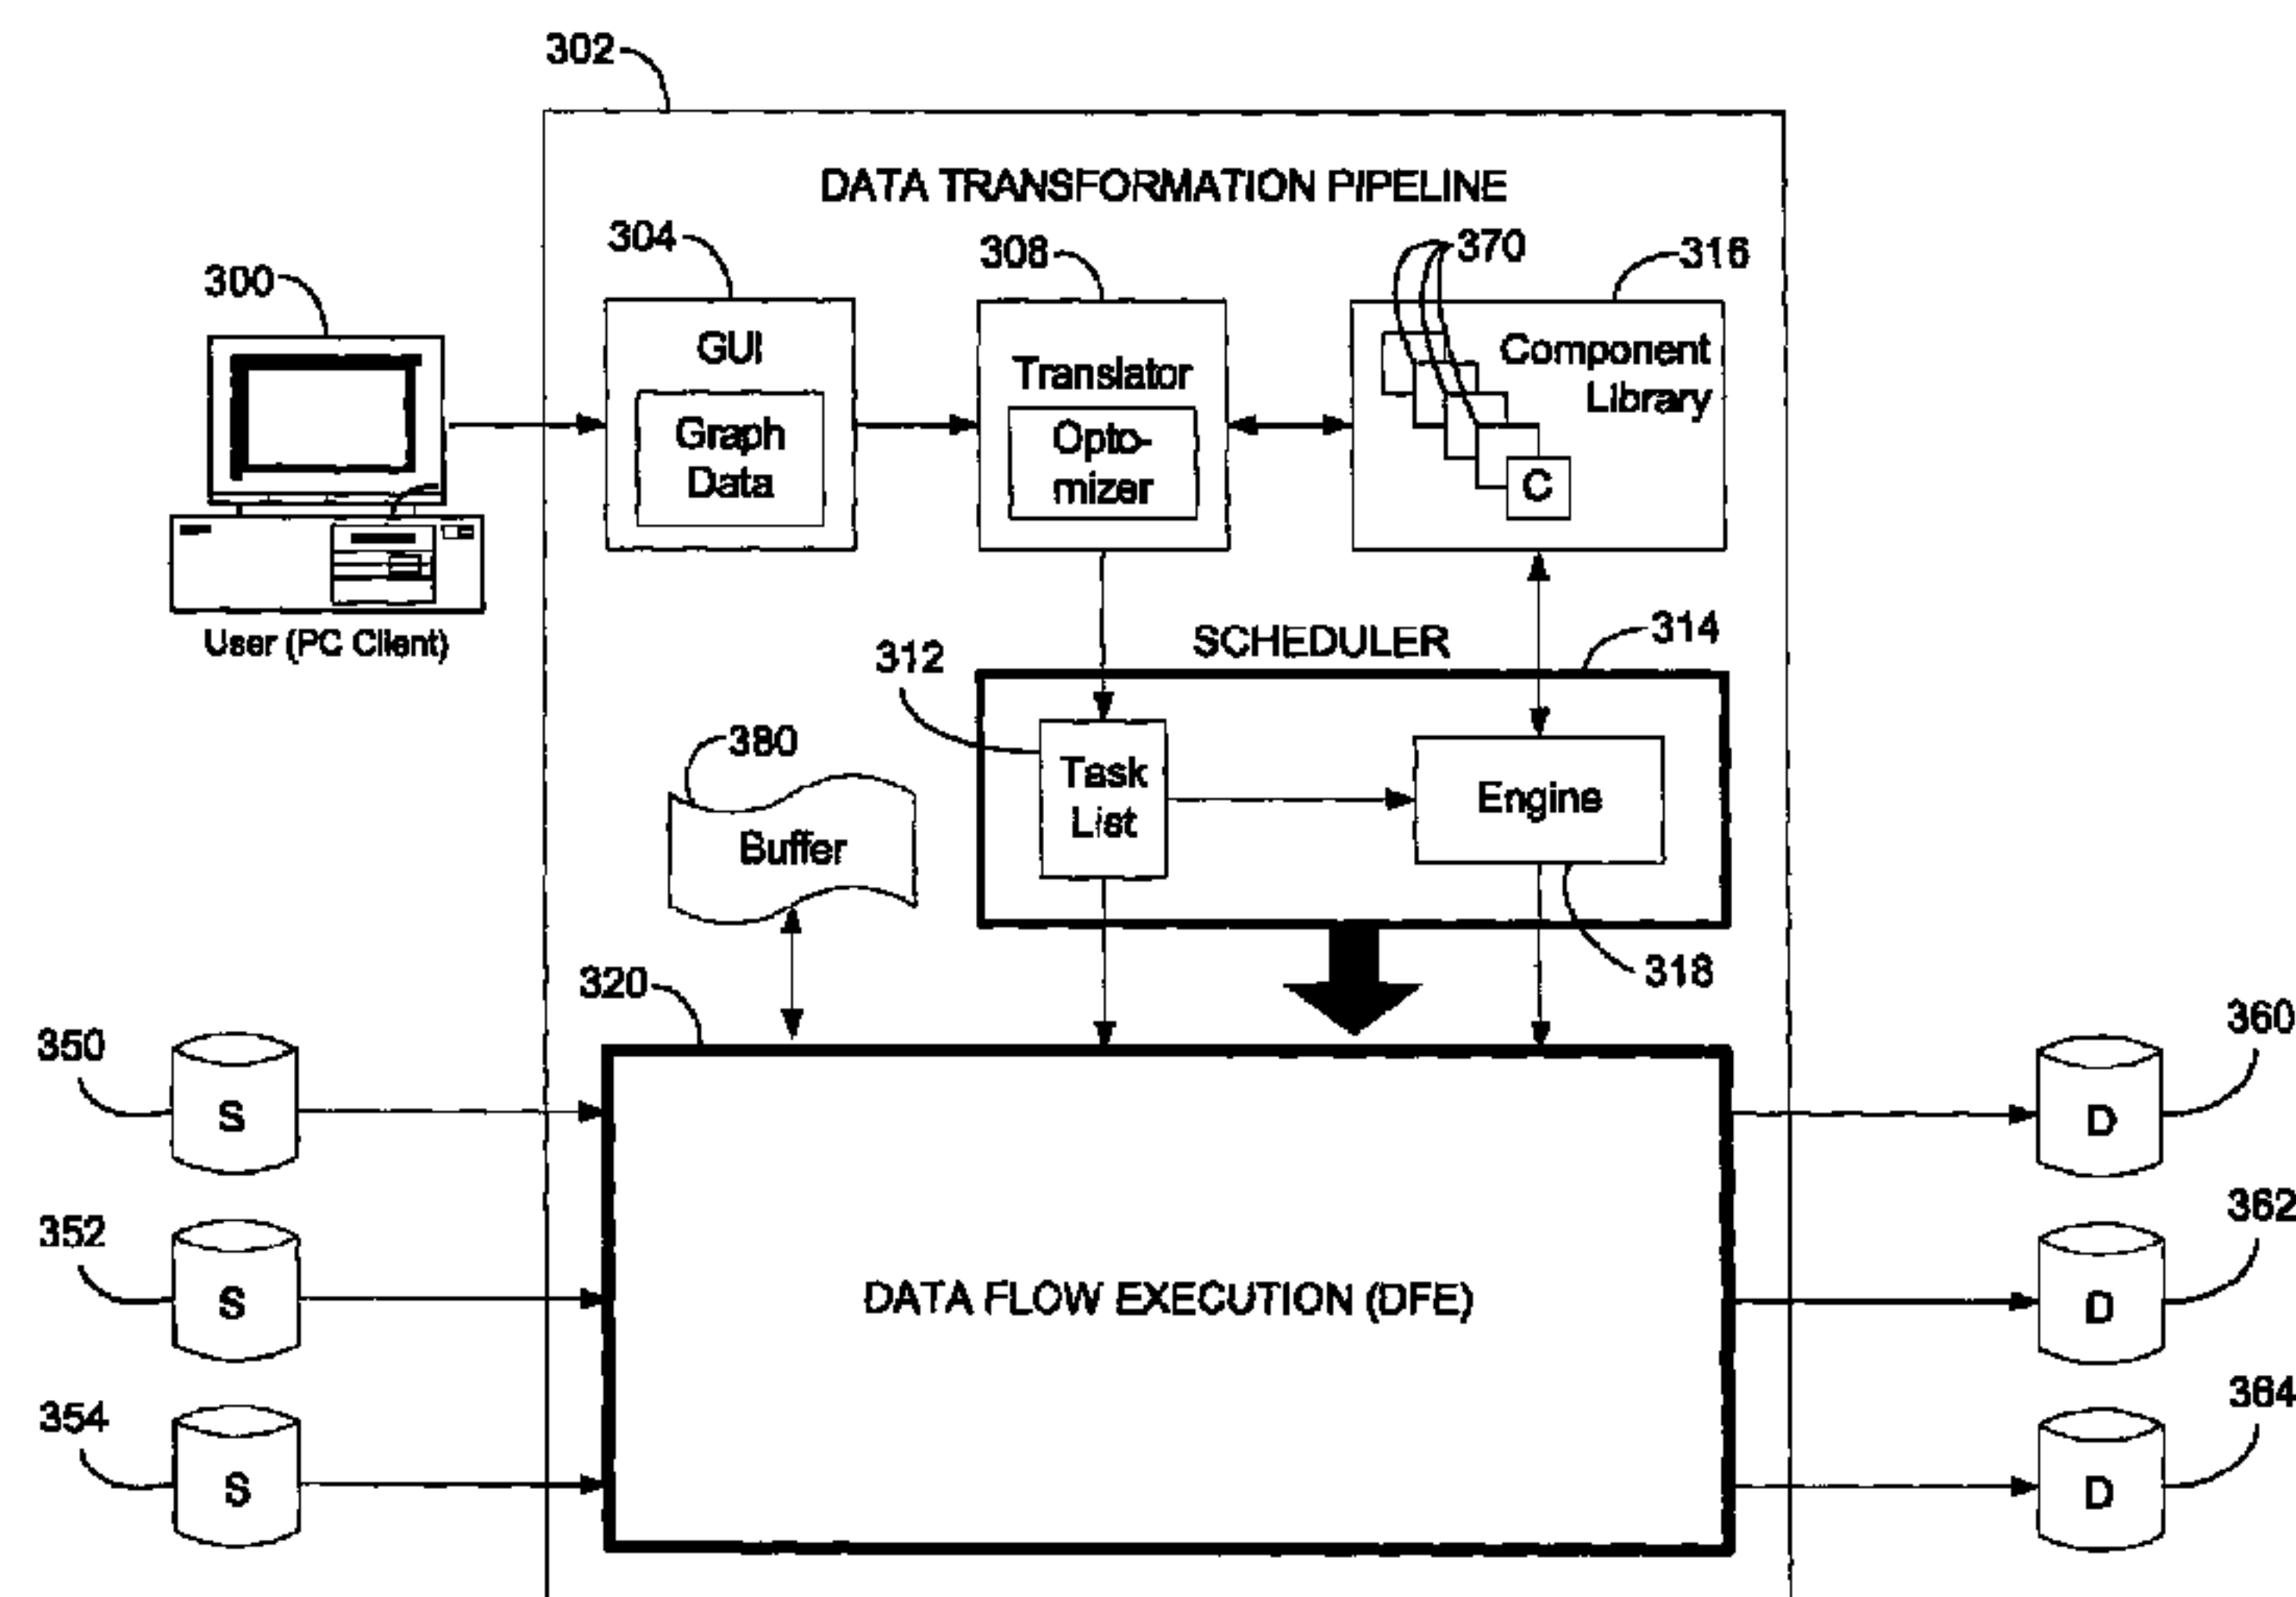 302
DATA TRANSFORMATION PIPELINE
304
308
370
316
300
GUI
Graph
Data
Translator
Opto-
mizer
Component
Library
C
User (PC Client)
SCHEDULER
314
312
380
Task
List
Engine
Buffer
318
320
350
S
360
D
352
S
362
D
DATA FLOW EXECUTION (DFE)
354
S
364
D